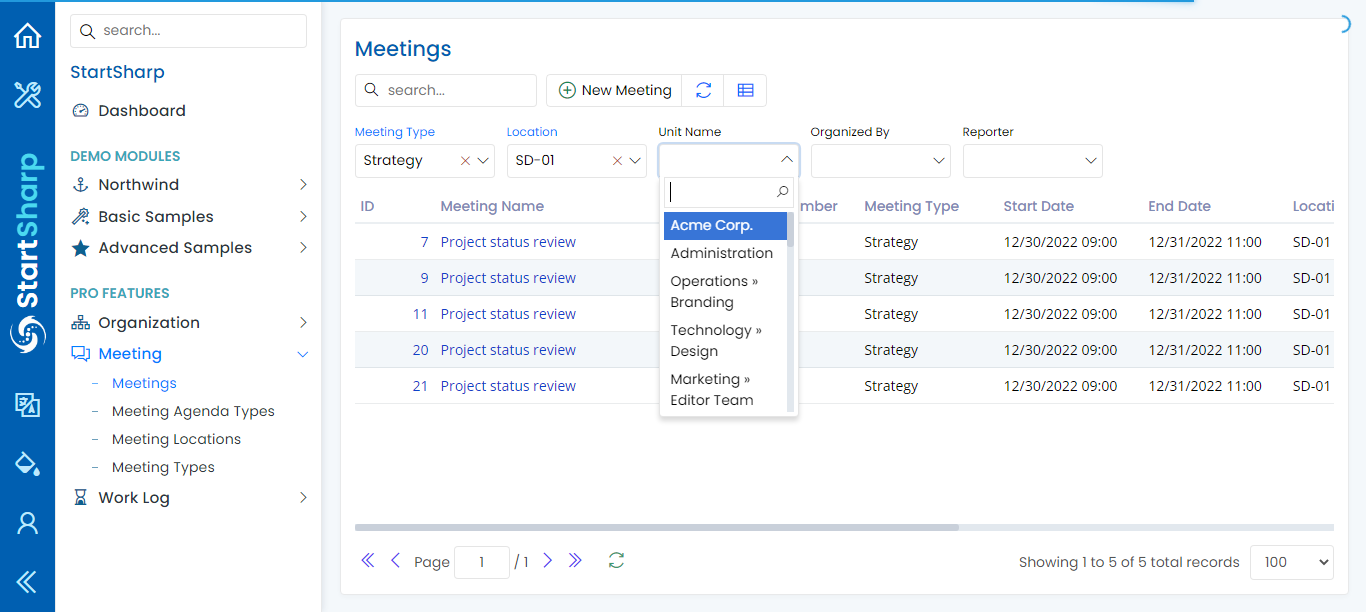 search...
StartSharp
Dashboard
DEMO MODULES
Northwind
Basic Samples
Advanced Samples
PRO FEATURES
Organization
Meeting
Meetings
Meeting Agenda Types
Meeting Locations
Meeting Types
Work Log
StartSharp
Meetings
search...
New Meeting
Meeting Type
Location
Unit Name
Organized By
Reporter
Strategy
SD-01
ID Meeting Name mber Meeting Type Start Date End Date Locati
7 Project status review Strategy 12/30/2022 09:00 12/31/2022 11:00 SD-01
9 Project status review Strategy 12/30/2022 09:00 12/31/2022 11:00 SD-01
11 Project status review Strategy 12/30/2022 09:00 12/31/2022 11:00 SD-01
20 Project status review Strategy 12/30/2022 09:00 12/31/2022 11:00 SD-01
21 Project status review Strategy 12/30/2022 09:00 12/31/2022 11:00 SD-01
Acme Corp.
Administration
Operations »
Branding
Technology »
Design
Marketing »
Editor Team
Page 1 / 1
Showing 1 to 5 of 5 total records 100